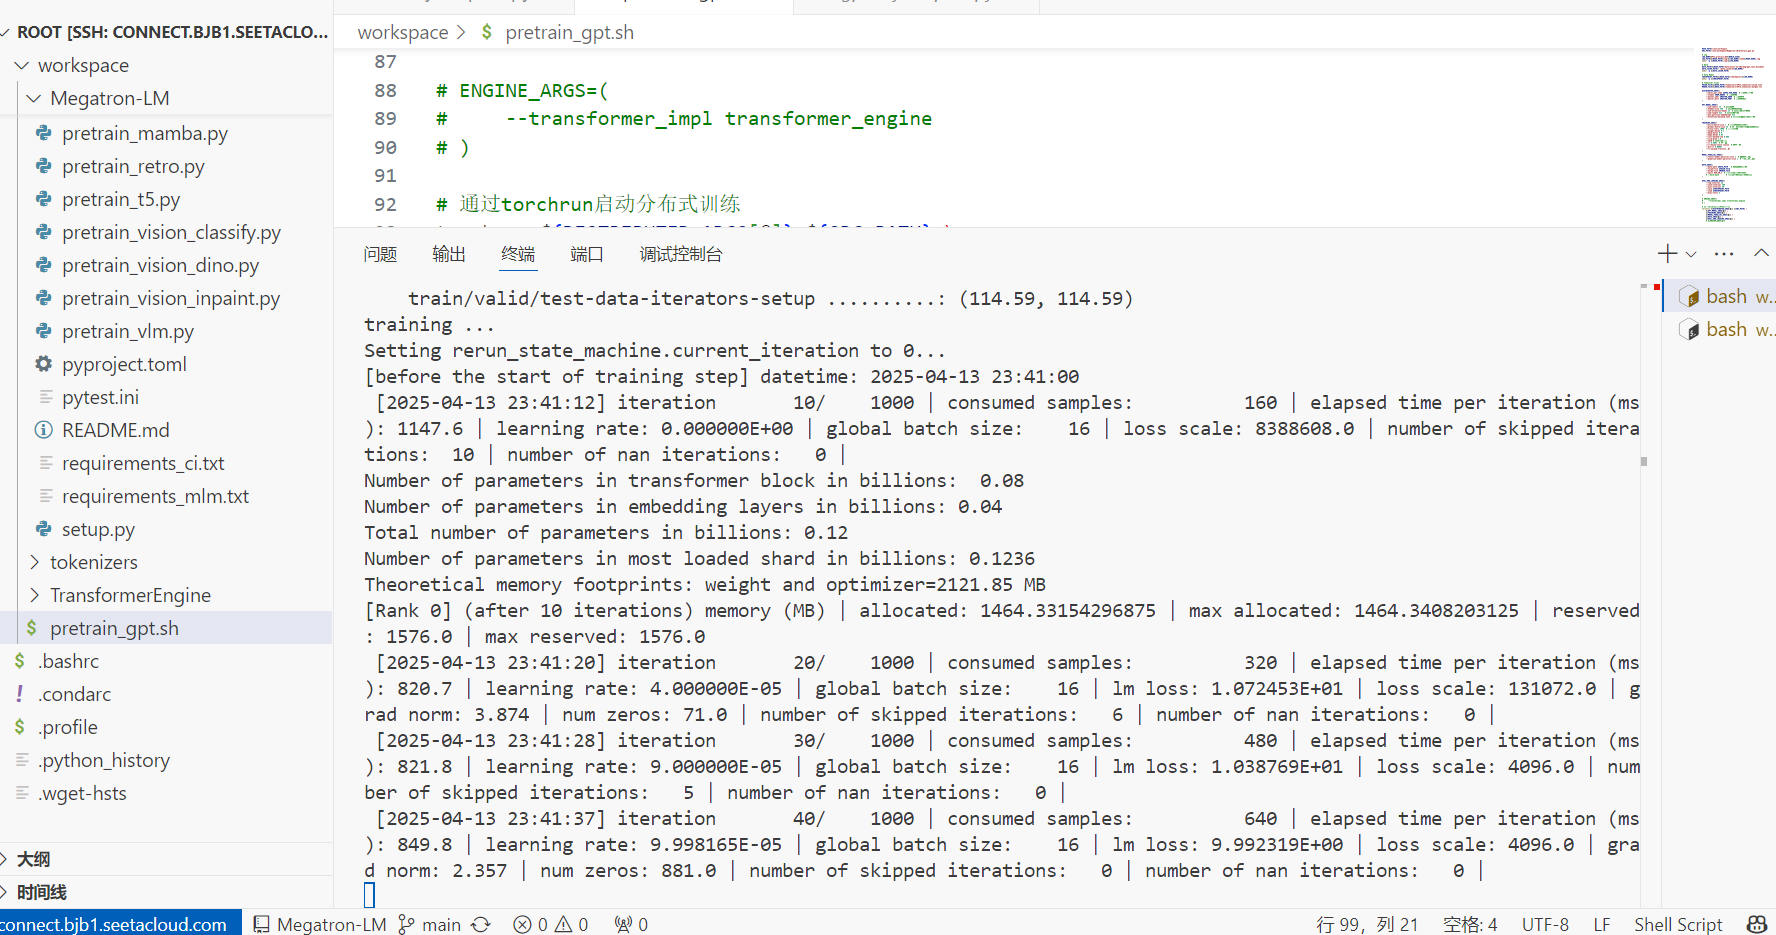 ROOT [SSH: CONNECT.BJB1.SEETACLO...
workspace
Megatron-LM
pretrain_mamba.py
pretrain_retro.py
pretrain_t5.py
pretrain_vision_classify.py
pretrain_vision_dino.py
pretrain_vision_inpaint.py
pretrain_vlm.py
pyproject.toml
pytest.ini
README.md
requirements_ci.txt
requirements_mlm.txt
setup.py
tokenizers
TransformerEngine
$ pretrain_gpt.sh
$ .bashrc
! .condarc
$ .profile
.python_history
.wget-hsts
大纲
时间线
workspace > $ pretrain_gpt.sh
87
88 # ENGINE_ARGS=(
89 #     --transformer_impl transformer_engine
90 # )
91
92 # 通过torchrun启动分布式训练
问题 输出 终端 端口 调试控制台
train/valid/test-data-iterators-setup ..........: (114.59, 114.59)
training ...
Setting rerun_state_machine.current_iteration to 0...
[before the start of training step] datetime: 2025-04-13 23:41:00
[2025-04-13 23:41:12] iteration       10/    1000 | consumed samples:          160 | elapsed time per iteration (ms
): 1147.6 | learning rate: 0.000000E+00 | global batch size:    16 | loss scale: 8388608.0 | number of skipped itera
tions:  10 | number of nan iterations:   0 |
Number of parameters in transformer block in billions:  0.08
Number of parameters in embedding layers in billions: 0.04
Total number of parameters in billions: 0.12
Number of parameters in most loaded shard in billions: 0.1236
Theoretical memory footprints: weight and optimizer=2121.85 MB
[Rank 0] (after 10 iterations) memory (MB) | allocated: 1464.33154296875 | max allocated: 1464.3408203125 | reserved
: 1576.0 | max reserved: 1576.0
[2025-04-13 23:41:20] iteration       20/    1000 | consumed samples:          320 | elapsed time per iteration (ms
): 820.7 | learning rate: 4.000000E-05 | global batch size:    16 | lm loss: 1.072453E+01 | loss scale: 131072.0 | g
rad norm: 3.874 | num zeros: 71.0 | number of skipped iterations:   6 | number of nan iterations:   0 |
[2025-04-13 23:41:28] iteration       30/    1000 | consumed samples:          480 | elapsed time per iteration (ms
): 821.8 | learning rate: 9.000000E-05 | global batch size:    16 | lm loss: 1.038769E+01 | loss scale: 4096.0 | num
ber of skipped iterations:   5 | number of nan iterations:   0 |
[2025-04-13 23:41:37] iteration       40/    1000 | consumed samples:          640 | elapsed time per iteration (ms
): 849.8 | learning rate: 9.998165E-05 | global batch size:    16 | lm loss: 9.992319E+00 | loss scale: 4096.0 | gra
d norm: 2.357 | num zeros: 881.0 | number of skipped iterations:   0 | number of nan iterations:   0 |
bash w...
bash w...
connect.bjb1.seetacloud.com Megatron-LM main 0 0 0 行 99，列 21 空格: 4 UTF-8 LF Shell Script